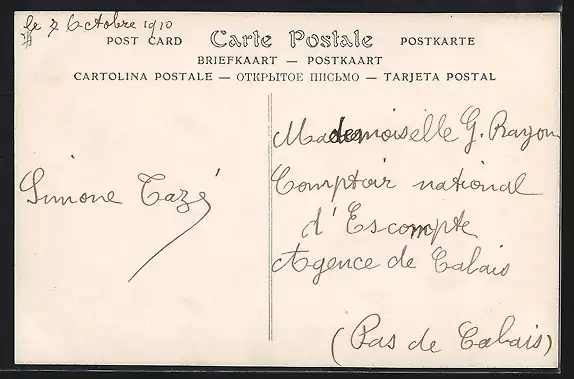 le 7 Octobre 1910
POST CARD Carte Postale POSTKARTE
BRIEFKAART — POSTKAART
CARTOLINA POSTALE — ОТКРЫТОЕ ПИСЬМО — TARJETA POSTAL
Simone Tazé
Mademoiselle G. Rayon
Comptoir national
d'Escompte
Agence de Calais
(Pas de Calais)